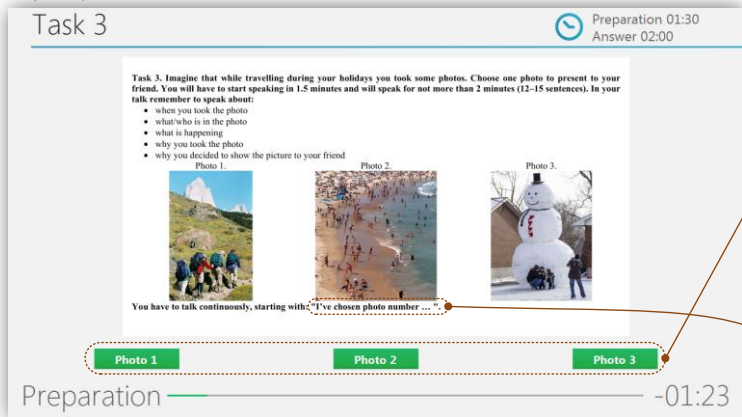 Task 3
Preparation 01:30
Answer 02:00
Task 3. Imagine that while travelling during your holidays you took some photos. Choose one photo to present to your
friend. You will have to start speaking in 1.5 minutes and will speak for not more than 2 minutes (12–15 sentences). In your
talk remember to speak about:
• when you took the photo
• what/who is in the photo
• what is happening
• why you took the photo
• why you decided to show the picture to your friend
Photo 1.
Photo 2.
Photo 3.
You have to talk continuously, starting with: "I've chosen photo number … ".
Photo 1
Photo 2
Photo 3
Preparation
-01:23